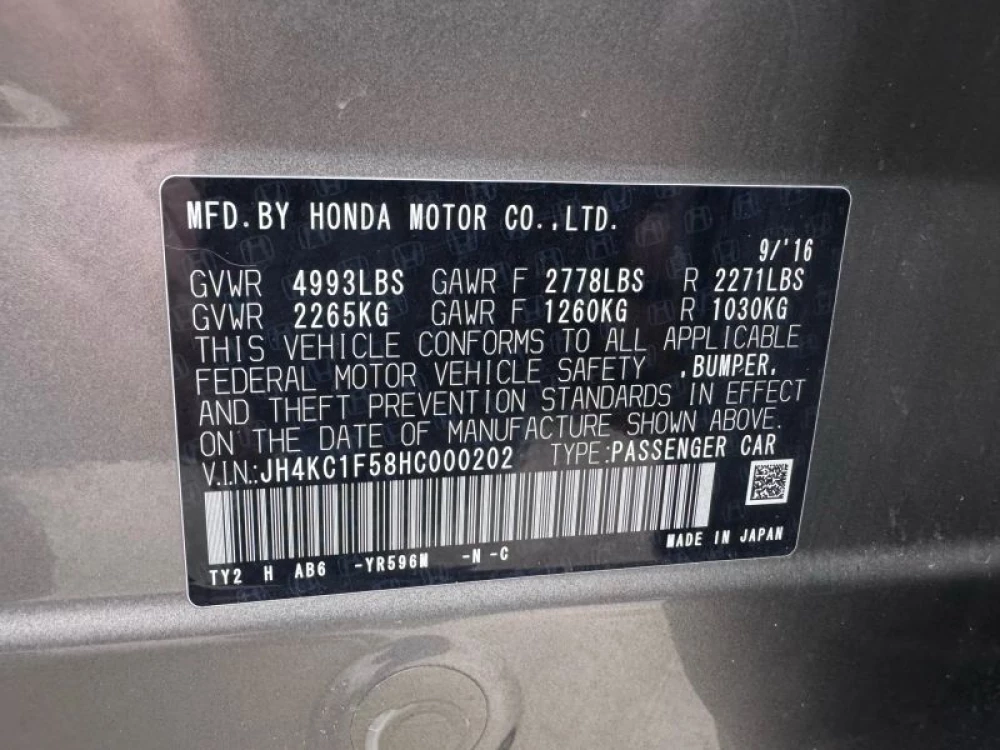 MFD.BY HONDA MOTOR CO.,LTD.
9/'16
GVWR 4993LBS GAWR F 2778LBS R 2271LBS
GVWR 2265KG GAWR F 1260KG R 1030KG
THIS VEHICLE CONFORMS TO ALL APPLICABLE
FEDERAL MOTOR VEHICLE SAFETY ,BUMPER,
AND THEFT PREVENTION STANDARDS IN EFFECT
ON THE DATE OF MANUFACTURE SHOWN ABOVE.
V.I.N.:JH4KC1F58HC000202 TYPE:PASSENGER CAR
MADE IN JAPAN
TY2 H AB6 -YR596M -N -C